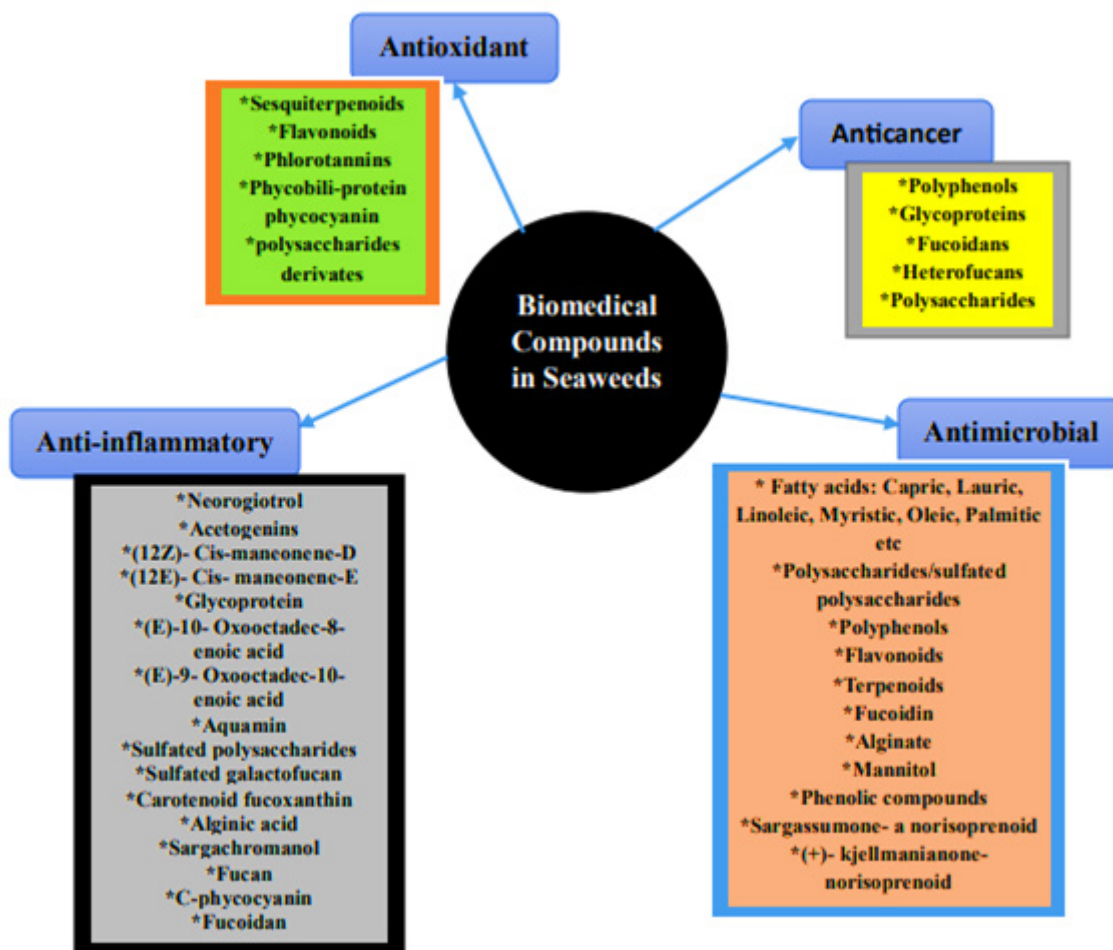 Antioxidant
*Sesquiterpenoids
*Flavonoids
*Phlorotannins
*Phycobili-protein
phycocyanin
*polysaccharides
derivates
Anticancer
*Polyphenols
*Glycoproteins
*Fucoidans
*Heterofucans
*Polysaccharides
Biomedical
Compounds
in Seaweeds
Anti-inflammatory
*Neorogiotrol
*Acetogenins
*(12Z)- Cis-maneonene-D
*(12E)- Cis- maneonene-E
*Glycoprotein
*(E)-10- Oxooctadec-8-
enoic acid
*(E)-9- Oxooctadec-10-
enoic acid
*Aquamin
*Sulfated polysaccharides
*Sulfated galactofucan
*Carotenoid fucoxanthin
*Alginic acid
*Sargachromanol
*Fucan
*C-phycocyanin
*Fucoidan
Antimicrobial
* Fatty acids: Capric, Lauric,
Linoleic, Myristic, Oleic, Palmitic
etc
*Polysaccharides/sulfated
polysaccharides
*Polyphenols
*Flavonoids
*Terpenoids
*Fucoidin
*Alginate
*Mannitol
*Phenolic compounds
*Sargassumone- a norisoprenoid
*(+)- kjellmanianone-
norisoprenoid